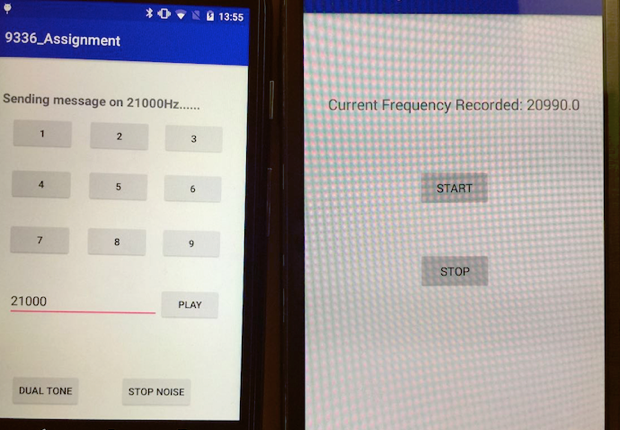 13:55
9336_Assignment
Sending message on 21000Hz......
1 2 3
4 5 6
7 8 9
21000 PLAY
DUAL TONE STOP NOISE
Current Frequency Recorded: 20990.0
START
STOP